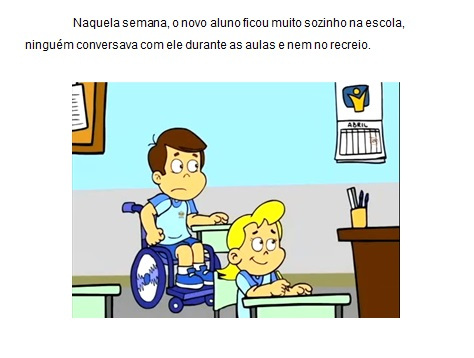 Naquela semana, o novo aluno ficou muito sozinho na escola,
ninguém conversava com ele durante as aulas e nem no recreio.
ABRIL